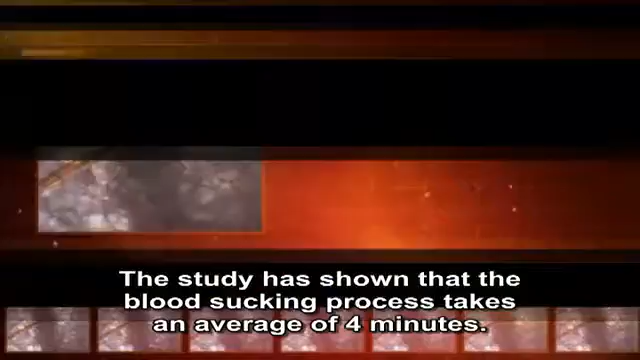 The study has shown that the
blood sucking process takes
an average of 4 minutes.